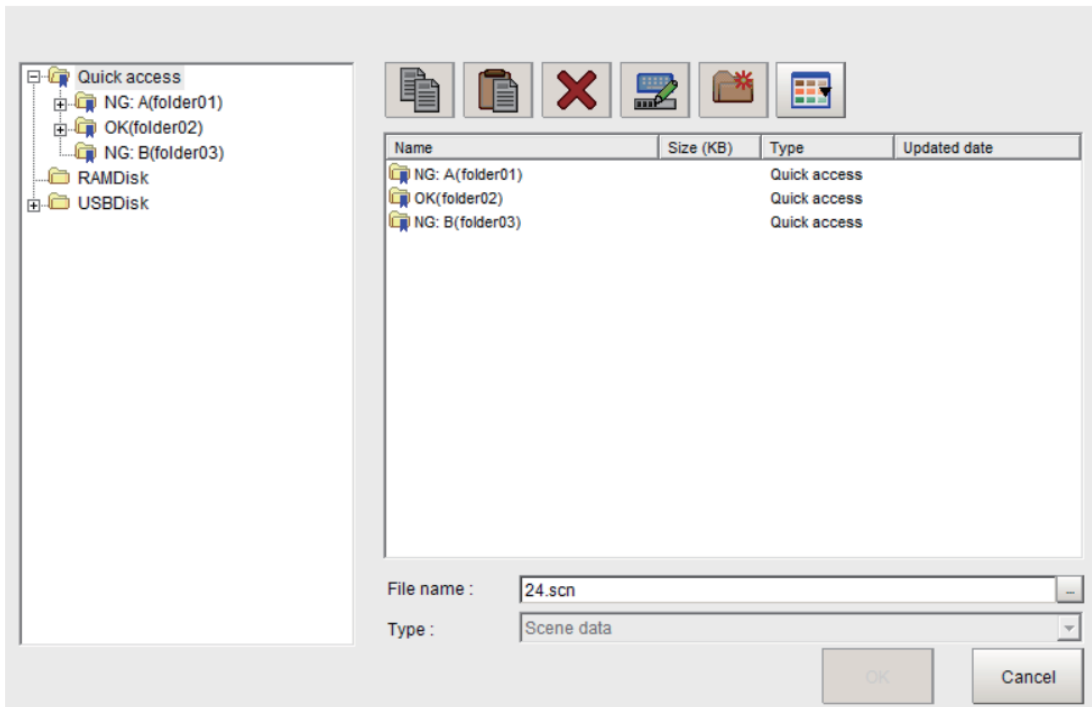 Quick access
NG: A(folder01)
OK(folder02)
NG: B(folder03)
RAMDisk
USBDisk
Name Size (KB) Type Updated date
NG: A(folder01) Quick access
OK(folder02) Quick access
NG: B(folder03) Quick access
File name : 24.scn ...
Type : Scene data
OK Cancel